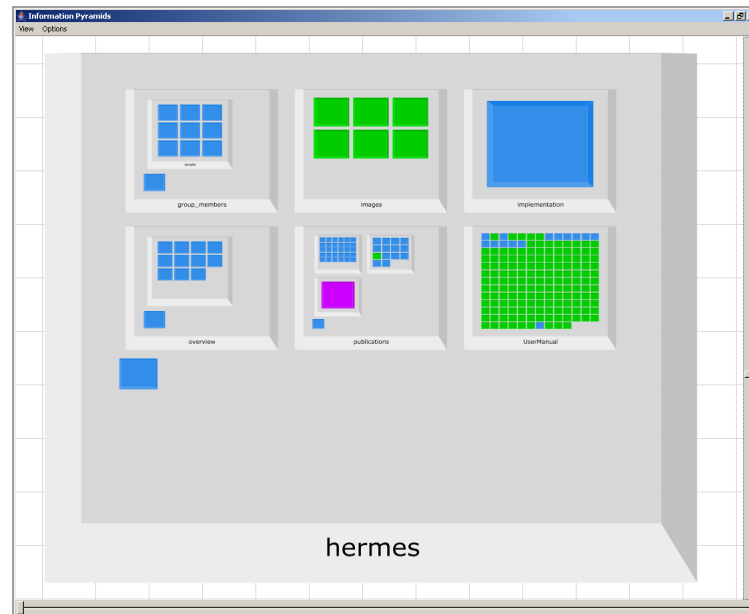 Information Pyramids
View Options
group_members
images
implementation
overview
publications
UserManual
hermes